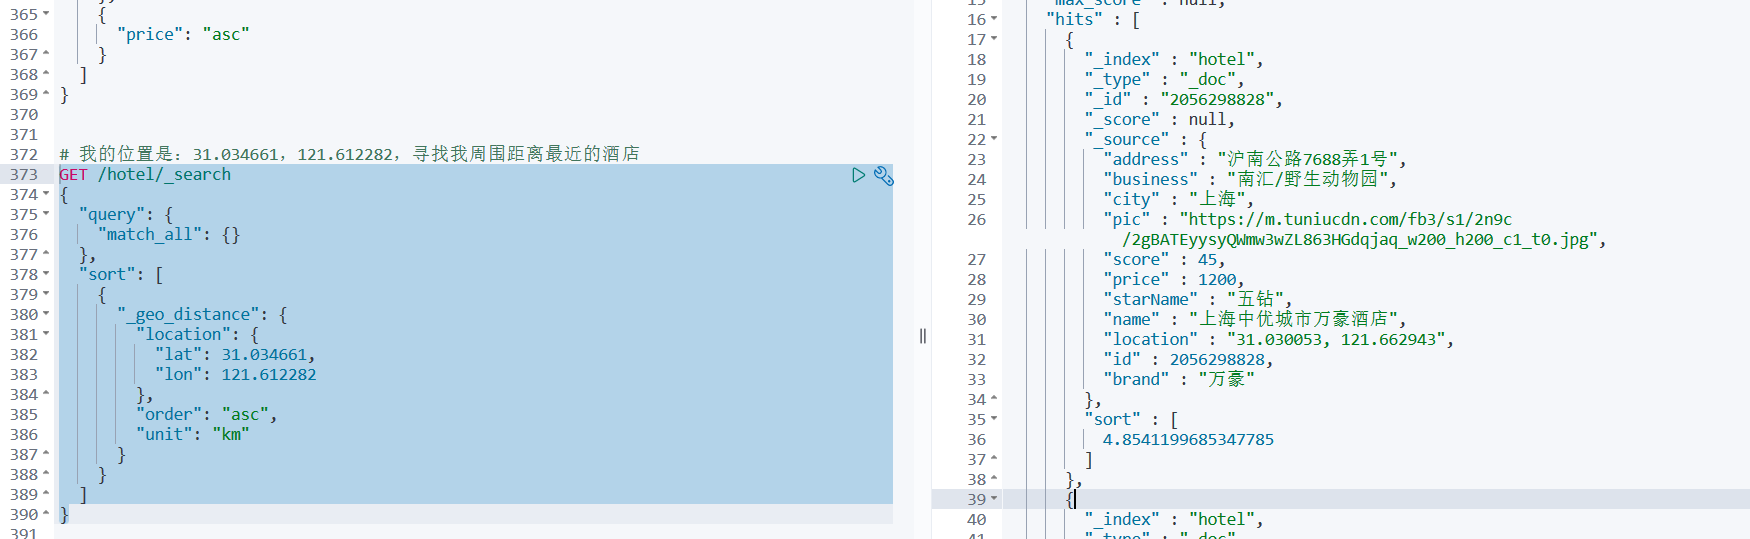 365 {
366 "price": "asc"
367 }
368 ]
369 }
370
371
372 # 我的位置是：31.034661，121.612282，寻找我周围距离最近的酒店
373 GET /hotel/_search
374 {
375 "query": {
376 "match_all": {}
377 },
378 "sort": [
379 {
380 "_geo_distance": {
381 "location": {
382 "lat": 31.034661,
383 "lon": 121.612282
384 },
385 "order": "asc",
386 "unit": "km"
387 }
388 }
389 ]
390 }
391
15 "max_score" : null,
16 "hits" : [
17 {
18 "_index" : "hotel",
19 "_type" : "_doc",
20 "_id" : "2056298828",
21 "_score" : null,
22 "_source" : {
23 "address" : "沪南公路7688弄1号",
24 "business" : "南汇/野生动物园",
25 "city" : "上海",
26 "pic" : "https://m.tuniucdn.com/fb3/s1/2n9c
/2gBATEyysyQWmw3wZL863HGdqjaq_w200_h200_c1_t0.jpg",
27 "score" : 45,
28 "price" : 1200,
29 "starName" : "五钻",
30 "name" : "上海中优城市万豪酒店",
31 "location" : "31.030053, 121.662943",
32 "id" : 2056298828,
33 "brand" : "万豪"
34 },
35 "sort" : [
36 4.8541199685347785
37 ]
38 },
39 {
40 "_index" : "hotel",
41 "_type" : "_doc",